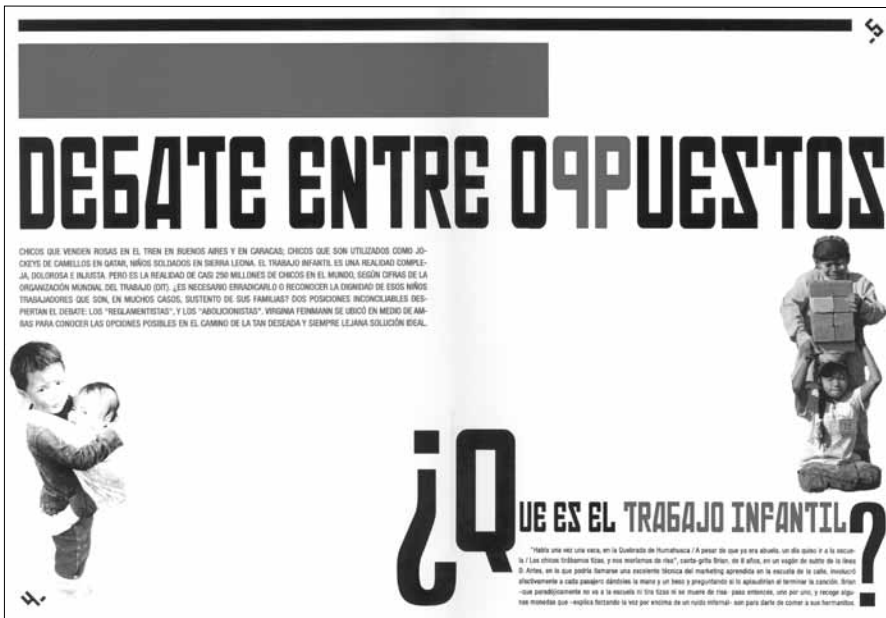 -5
DEBATE ENTRE OPPUESTOS
CHICOS QUE VENDEN ROSAS EN EL TREN EN BUENOS AIRES Y EN CARACAS; CHICOS QUE SON UTILIZADOS COMO JO-
CKEYS DE CAMELLOS EN QATAR, NIÑOS SOLDADOS EN SIERRA LEONA. EL TRABAJO INFANTIL ES UNA REALIDAD COMPLE-
JA, DOLOROSA E INJUSTA. PERO ES LA REALIDAD DE CASI 250 MILLONES DE CHICOS EN EL MUNDO, SEGÚN CIFRAS DE LA
ORGANIZACIÓN MUNDIAL DEL TRABAJO (OIT). ¿ES NECESARIO ERRADICARLO O RECONOCER LA DIGNIDAD DE ESOS NIÑOS
TRABAJADORES QUE SON, EN MUCHOS CASOS, SUSTENTO DE SUS FAMILIAS? DOS POSICIONES INCONCILIABLES DES-
PIERTAN EL DEBATE: LOS "REGLAMENTISTAS", Y LOS "ABOLICIONISTAS". VIRGINIA FEINMANN SE UBICÓ EN MEDIO DE AM-
BAS PARA CONOCER LAS OPCIONES POSIBLES EN EL CAMINO DE LA TAN DESEADA Y SIEMPRE LEJANA SOLUCIÓN IDEAL.
¿QUE ES EL TRABAJO INFANTIL?
"Había una vez una vaca, en la Quebrada de Humahuaca / A pesar de que ya era abuela, un día quiso ir a la escue-
la / Los chicos tirábamos tizas, y nos moríamos de risa", canta-grita Brian, de 8 años, en un vagón de subte de la línea
D. Antes, en lo que podría llamarse una excelente técnica del marketing aprendida en la escuela de la calle, involucró
efectivamente a cada pasajero dándoles la mano y un beso y preguntando si lo aplaudirían al terminar la canción. Brian
–que paradójicamente no va a la escuela ni tira tizas ni se muere de risa- pasa entonces, uno por uno, y recoge algu-
nas monedas que –explica forzando la voz por encima de un ruido infernal- son para darle de comer a sus hermanitos.
4-